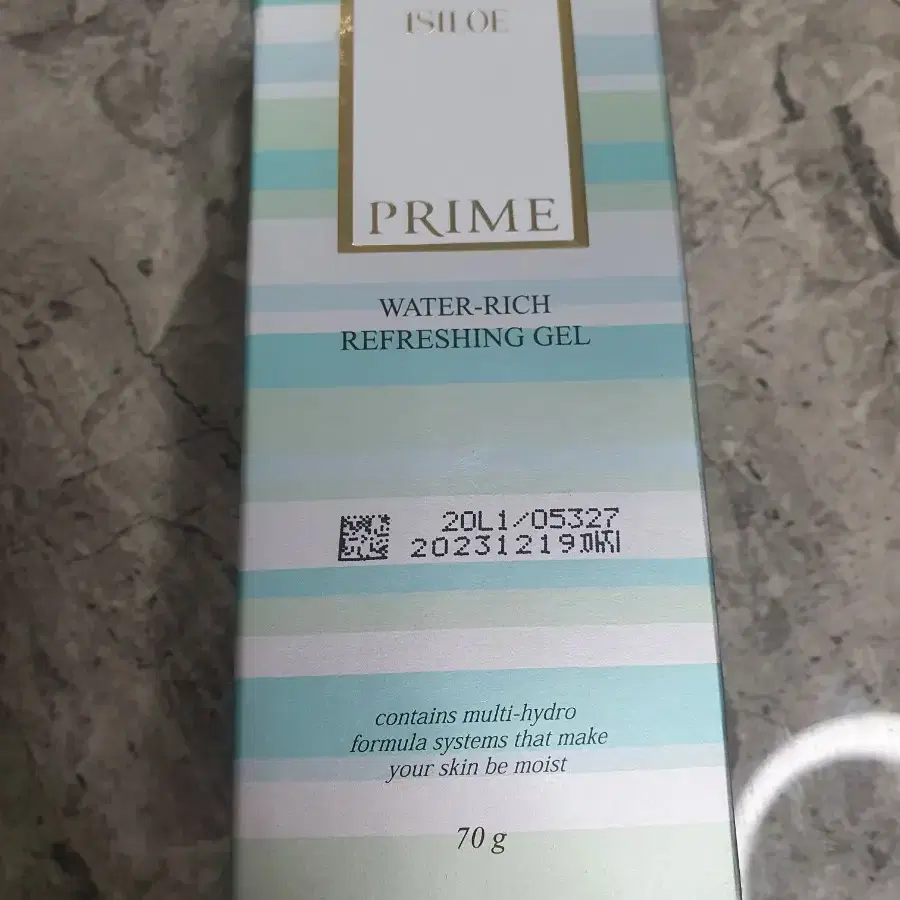 PRIME
WATER-RICH
REFRESHING GEL
20L1/05327
20231219까지
contains multi-hydro
formula systems that make
your skin be moist
70 g